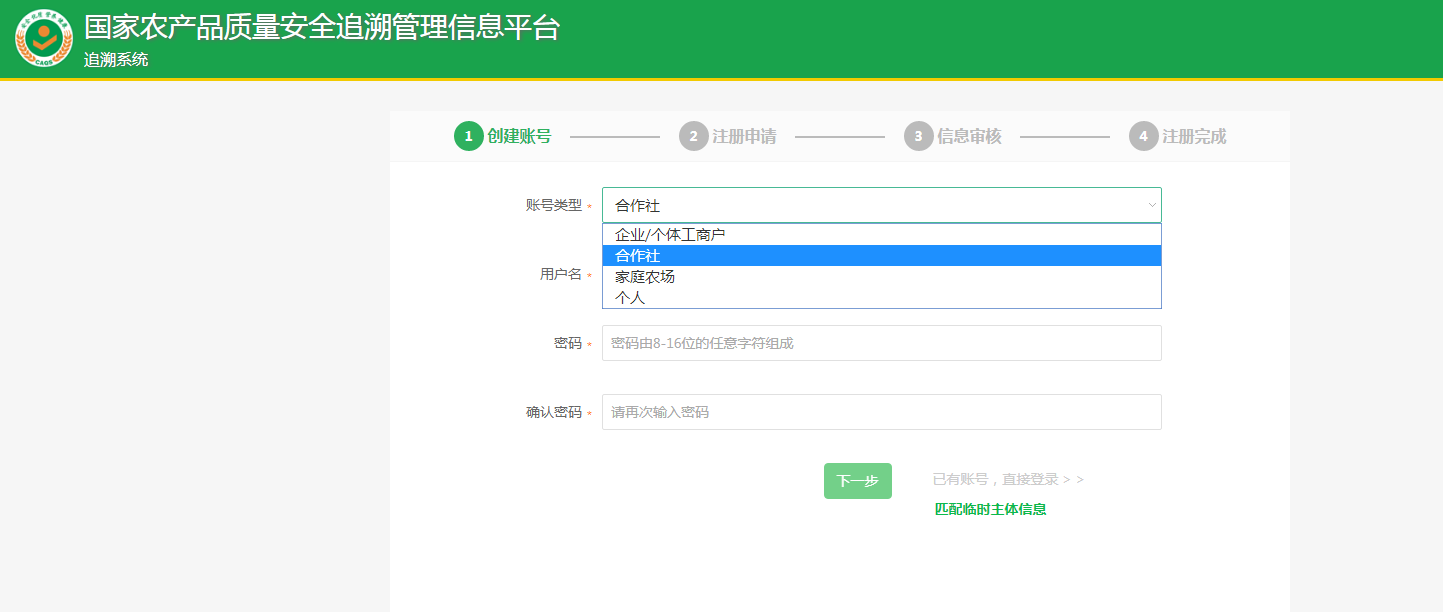 国家农产品质量安全追溯管理信息平台
追溯系统
CAQS
1 创建账号 2 注册申请 3 信息审核 4 注册完成
账号类型 * 合作社
企业/个体工商户
合作社
用户名 *
家庭农场
个人
密码 * 密码由8-16位的任意字符组成
确认密码 * 请再次输入密码
下一步 已有账号，直接登录 > >
匹配临时主体信息